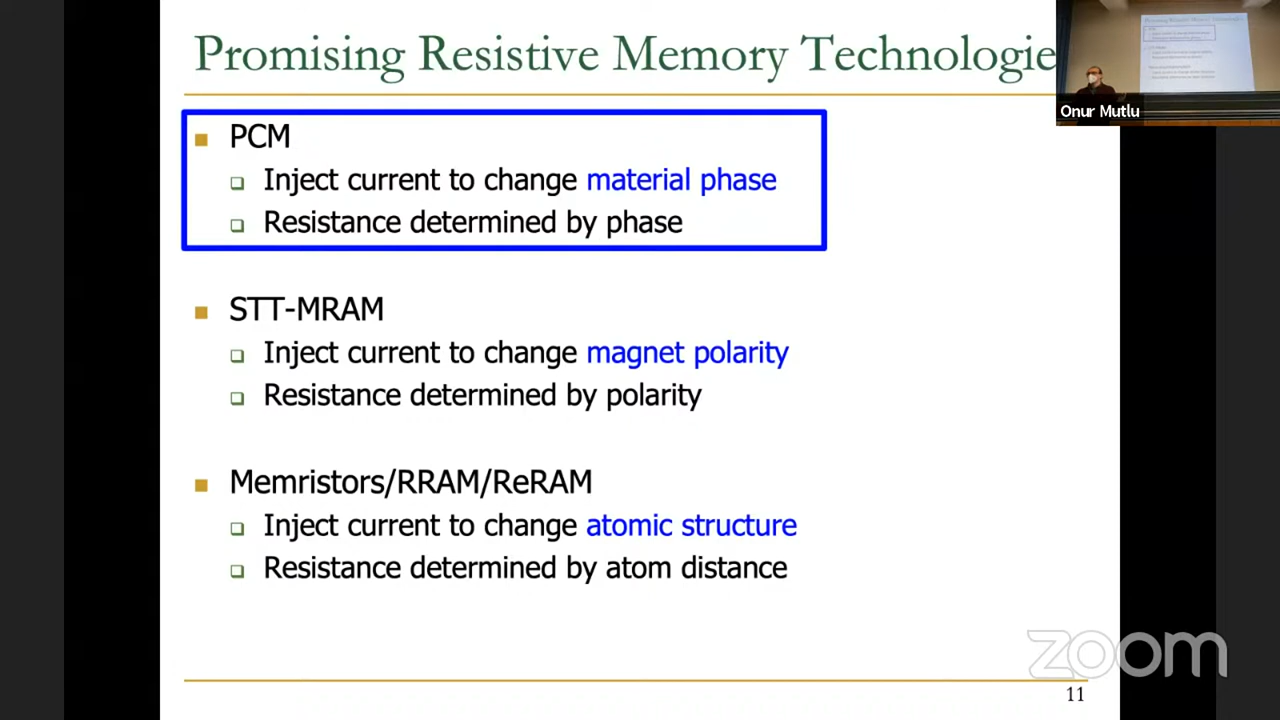 Promising Resistive Memory Technologie
Onur Mutlu
PCM
Inject current to change material phase
Resistance determined by phase
STT-MRAM
Inject current to change magnet polarity
Resistance determined by polarity
Memristors/RRAM/ReRAM
Inject current to change atomic structure
Resistance determined by atom distance
zoom
11